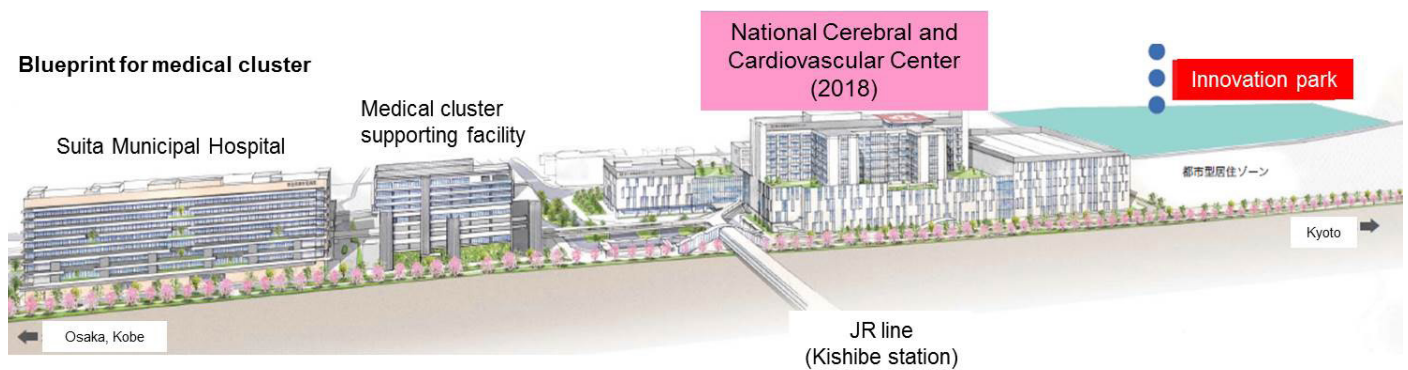 National Cerebral and
Cardiovascular Center
(2018)
Blueprint for medical cluster
Innovation park
Medical cluster
supporting facility
Suita Municipal Hospital
都市型居住ゾーン
Kyoto
Osaka, Kobe
JR line
(Kishibe station)